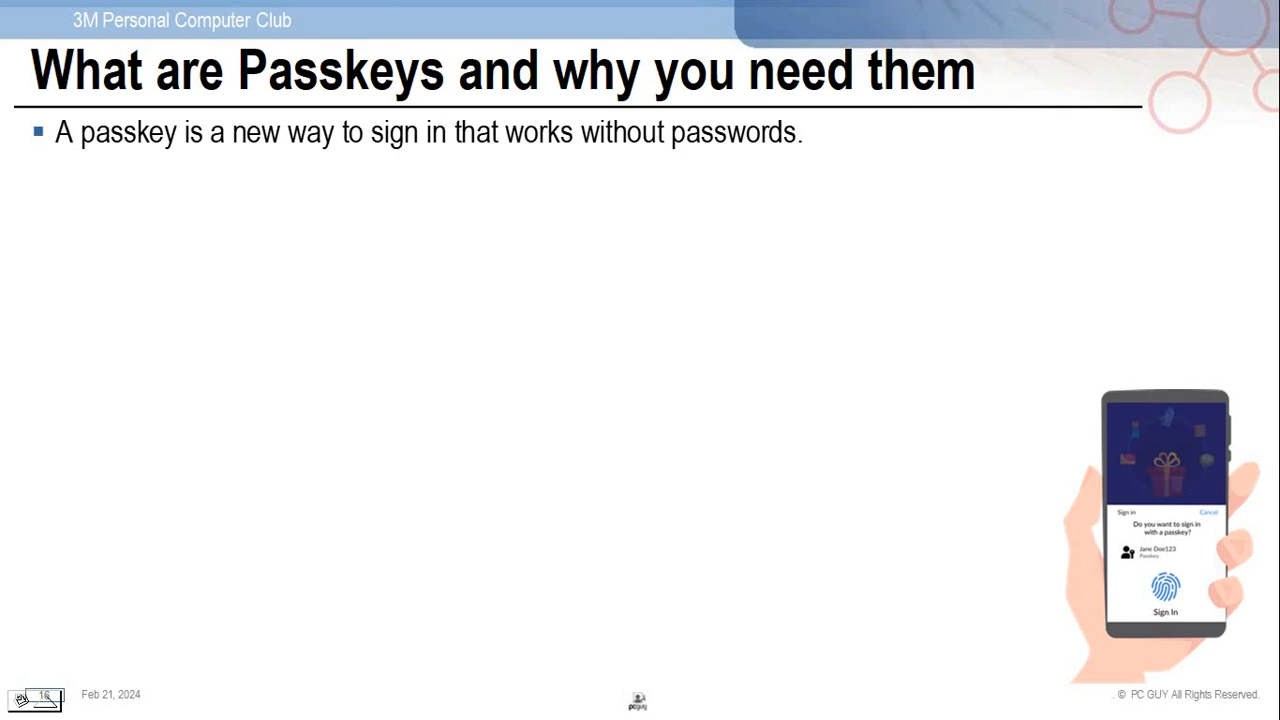 3M Personal Computer Club
What are Passkeys and why you need them
▪ A passkey is a new way to sign in that works without passwords.
Sign in Cancel
Do you want to sign in
with a passkey?
Jane Doe123
Passkey
Sign In
Feb 21, 2024
. © PC GUY All Rights Reserved.